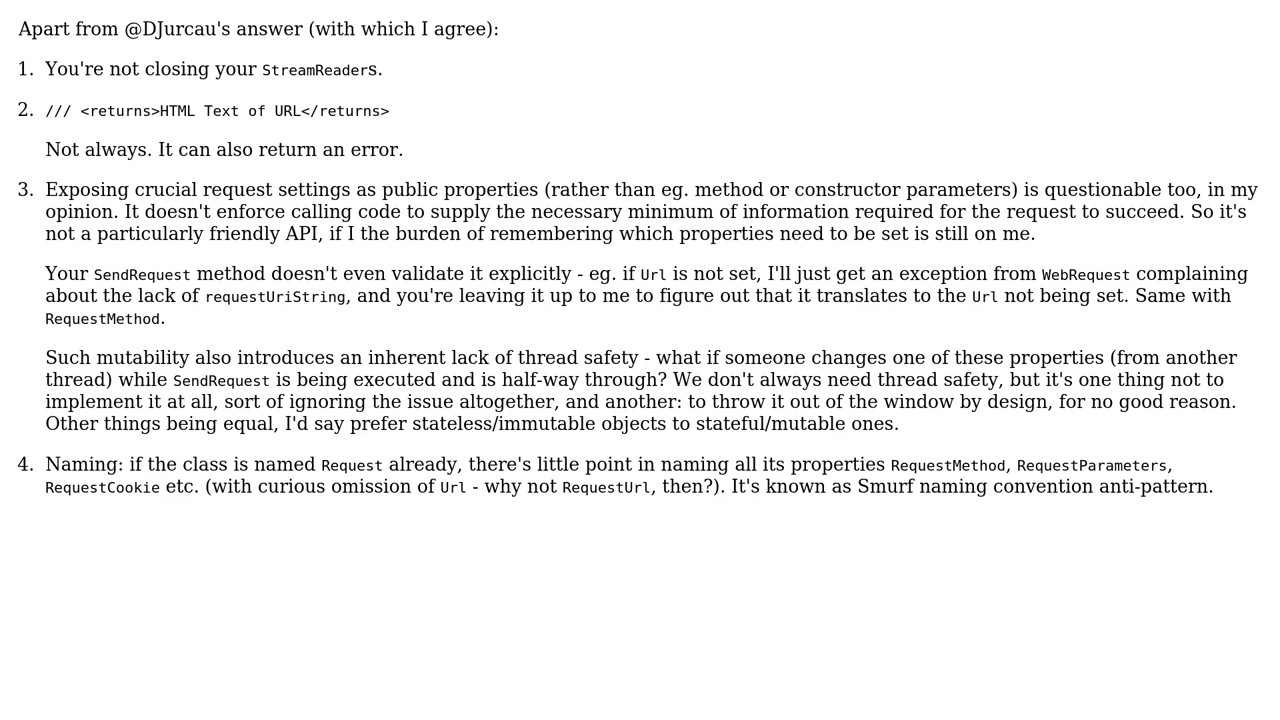 Apart from @DJurcau's answer (with which I agree):
1. You're not closing your StreamReaders.
2. /// <returns>HTML Text of URL</returns>
Not always. It can also return an error.
3. Exposing crucial request settings as public properties (rather than eg. method or constructor parameters) is questionable too, in my
opinion. It doesn't enforce calling code to supply the necessary minimum of information required for the request to succeed. So it's
not a particularly friendly API, if I the burden of remembering which properties need to be set is still on me.
Your SendRequest method doesn't even validate it explicitly - eg. if Url is not set, I'll just get an exception from WebRequest complaining
about the lack of requestUriString, and you're leaving it up to me to figure out that it translates to the Url not being set. Same with
RequestMethod.
Such mutability also introduces an inherent lack of thread safety - what if someone changes one of these properties (from another
thread) while SendRequest is being executed and is half-way through? We don't always need thread safety, but it's one thing not to
implement it at all, sort of ignoring the issue altogether, and another: to throw it out of the window by design, for no good reason.
Other things being equal, I'd say prefer stateless/immutable objects to stateful/mutable ones.
4. Naming: if the class is named Request already, there's little point in naming all its properties RequestMethod, RequestParameters,
RequestCookie etc. (with curious omission of Url - why not RequestUrl, then?). It's known as Smurf naming convention anti-pattern.